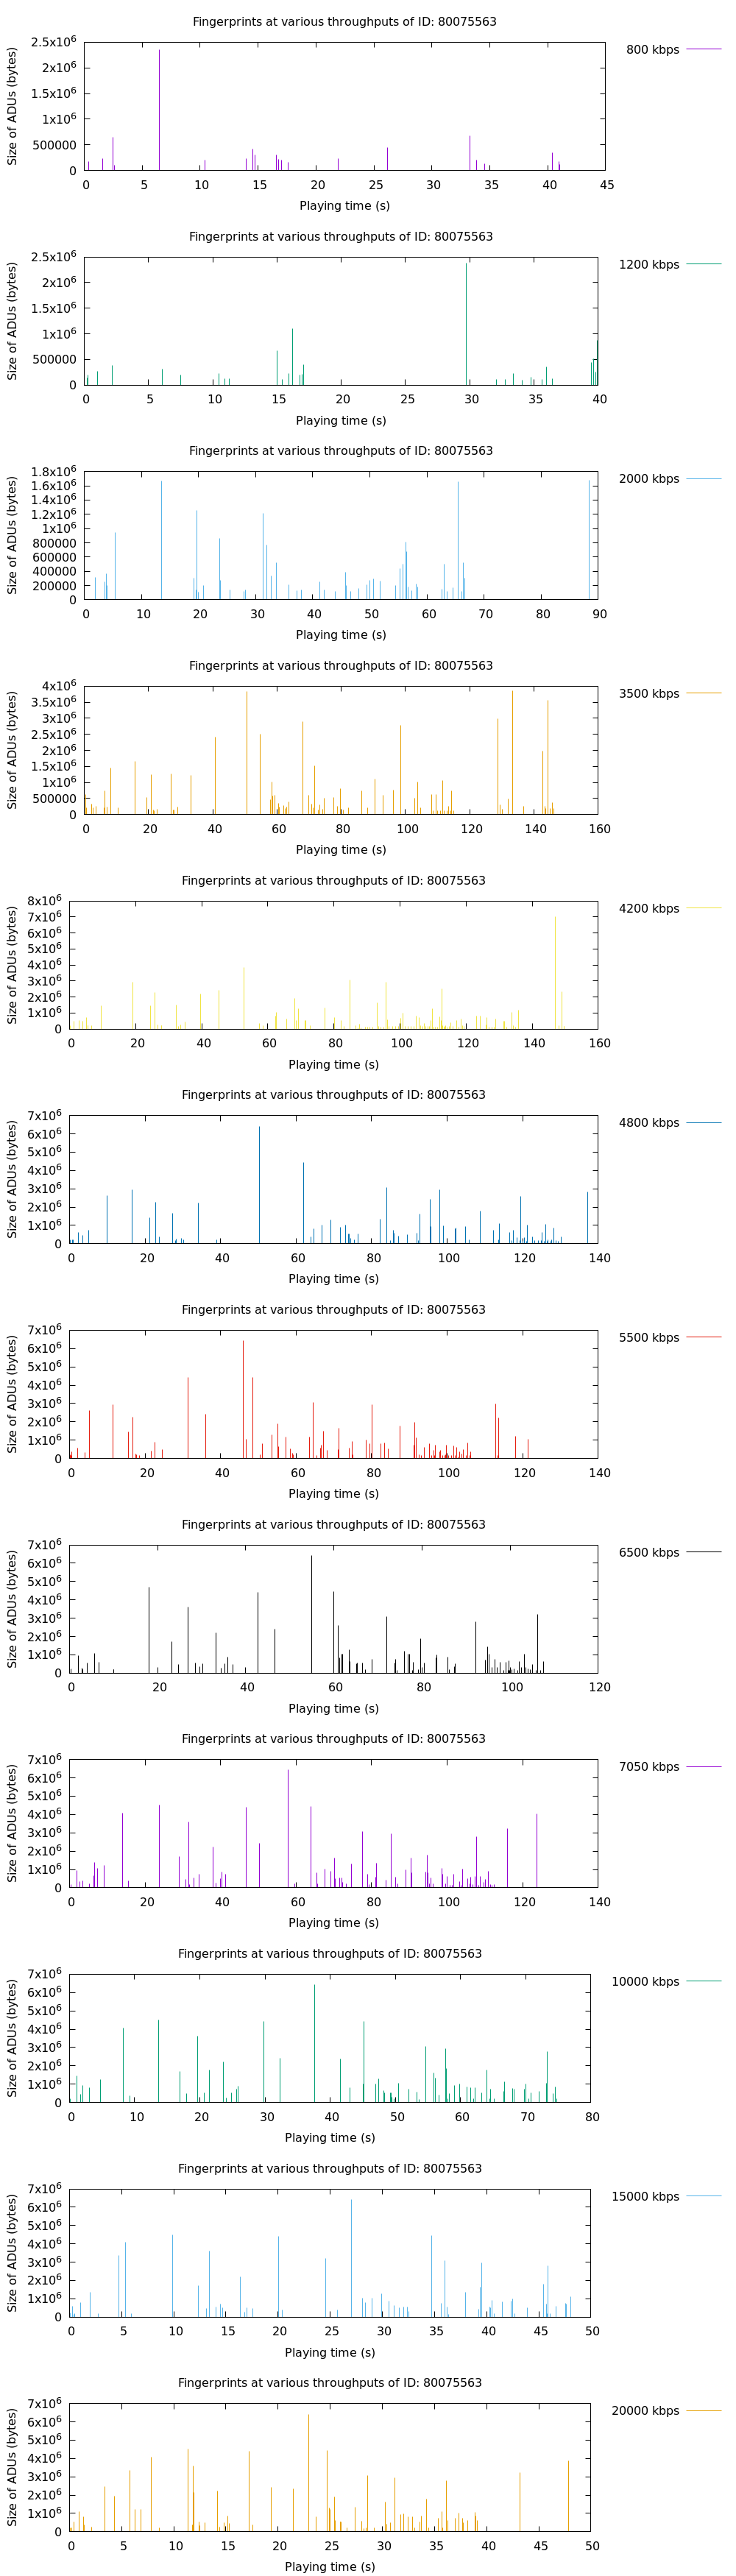 Fingerprints at various throughputs of ID: 80075563
2.5x10^6
2x10^6
1.5x10^6
1x10^6
500000
0
Size of ADUs (bytes)
800 kbps
0 5 10 15 20 25 30 35 40 45
Playing time (s)
Fingerprints at various throughputs of ID: 80075563
2.5x10^6
2x10^6
1.5x10^6
1x10^6
500000
0
Size of ADUs (bytes)
1200 kbps
0 5 10 15 20 25 30 35 40
Playing time (s)
Fingerprints at various throughputs of ID: 80075563
1.8x10^6
1.6x10^6
1.4x10^6
1.2x10^6
1x10^6
800000
600000
400000
200000
0
Size of ADUs (bytes)
2000 kbps
0 10 20 30 40 50 60 70 80 90
Playing time (s)
Fingerprints at various throughputs of ID: 80075563
4x10^6
3.5x10^6
3x10^6
2.5x10^6
2x10^6
1.5x10^6
1x10^6
500000
0
Size of ADUs (bytes)
3500 kbps
0 20 40 60 80 100 120 140 160
Playing time (s)
Fingerprints at various throughputs of ID: 80075563
8x10^6
7x10^6
6x10^6
5x10^6
4x10^6
3x10^6
2x10^6
1x10^6
0
Size of ADUs (bytes)
4200 kbps
0 20 40 60 80 100 120 140 160
Playing time (s)
Fingerprints at various throughputs of ID: 80075563
7x10^6
6x10^6
5x10^6
4x10^6
3x10^6
2x10^6
1x10^6
0
Size of ADUs (bytes)
4800 kbps
0 20 40 60 80 100 120 140
Playing time (s)
Fingerprints at various throughputs of ID: 80075563
7x10^6
6x10^6
5x10^6
4x10^6
3x10^6
2x10^6
1x10^6
0
Size of ADUs (bytes)
5500 kbps
0 20 40 60 80 100 120 140
Playing time (s)
Fingerprints at various throughputs of ID: 80075563
7x10^6
6x10^6
5x10^6
4x10^6
3x10^6
2x10^6
1x10^6
0
Size of ADUs (bytes)
6500 kbps
0 20 40 60 80 100 120
Playing time (s)
Fingerprints at various throughputs of ID: 80075563
7x10^6
6x10^6
5x10^6
4x10^6
3x10^6
2x10^6
1x10^6
0
Size of ADUs (bytes)
7050 kbps
0 20 40 60 80 100 120 140
Playing time (s)
Fingerprints at various throughputs of ID: 80075563
7x10^6
6x10^6
5x10^6
4x10^6
3x10^6
2x10^6
1x10^6
0
Size of ADUs (bytes)
10000 kbps
0 10 20 30 40 50 60 70 80
Playing time (s)
Fingerprints at various throughputs of ID: 80075563
7x10^6
6x10^6
5x10^6
4x10^6
3x10^6
2x10^6
1x10^6
0
Size of ADUs (bytes)
15000 kbps
0 5 10 15 20 25 30 35 40 45 50
Playing time (s)
Fingerprints at various throughputs of ID: 80075563
7x10^6
6x10^6
5x10^6
4x10^6
3x10^6
2x10^6
1x10^6
0
Size of ADUs (bytes)
20000 kbps
0 5 10 15 20 25 30 35 40 45 50
Playing time (s)